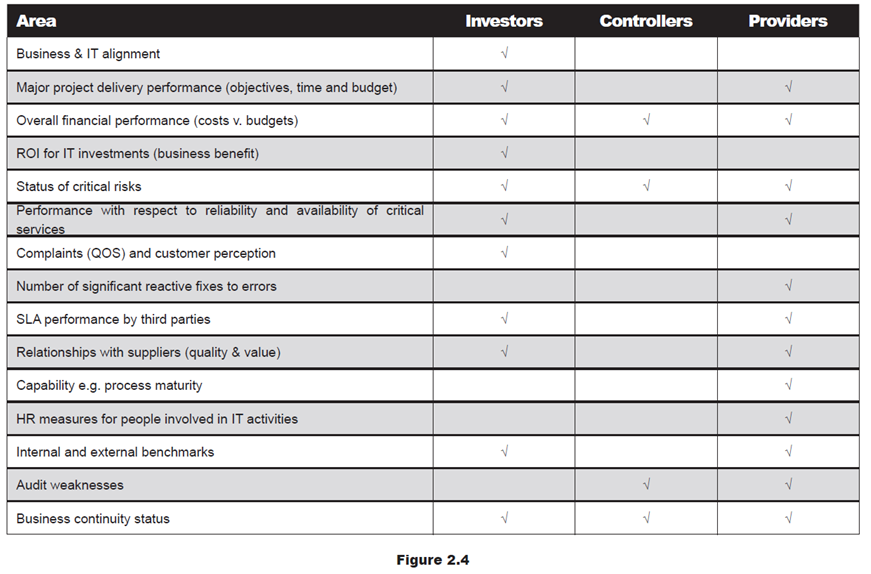 Area Investors Controllers Providers
Business & IT alignment √
Major project delivery performance (objectives, time and budget) √ √
Overall financial performance (costs v. budgets) √ √ √
ROI for IT investments (business benefit) √
Status of critical risks √ √ √
Performance with respect to reliability and availability of critical
services √ √
Complaints (QOS) and customer perception √
Number of significant reactive fixes to errors √
SLA performance by third parties √ √
Relationships with suppliers (quality & value) √ √
Capability e.g. process maturity √
HR measures for people involved in IT activities √
Internal and external benchmarks √ √
Audit weaknesses √ √
Business continuity status √ √ √
Figure 2.4